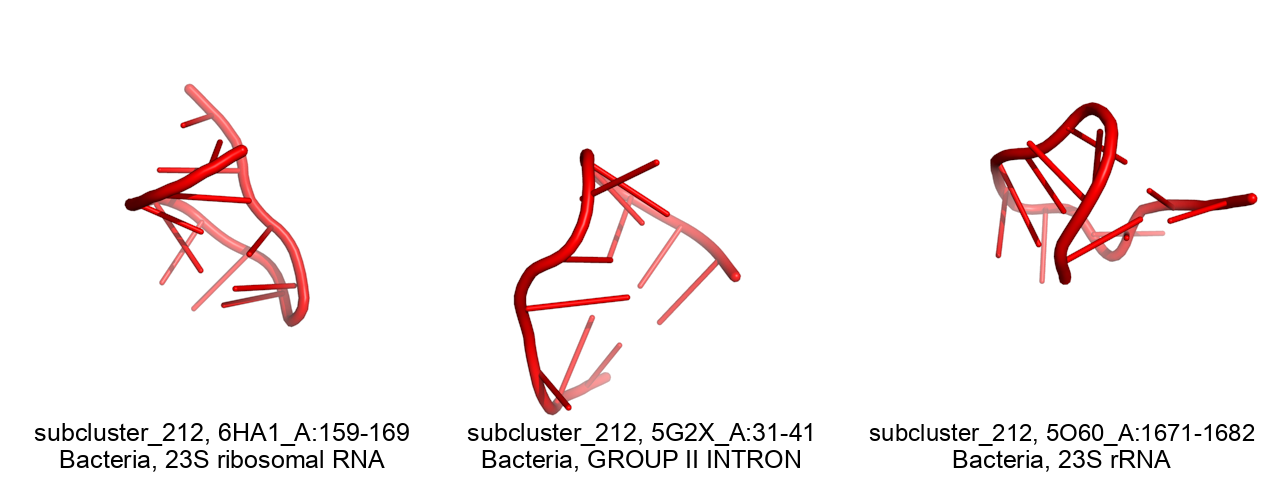 subcluster_212, 6HA1_A:159-169
Bacteria, 23S ribosomal RNA
subcluster_212, 5G2X_A:31-41
Bacteria, GROUP II INTRON
subcluster_212, 5O60_A:1671-1682
Bacteria, 23S rRNA